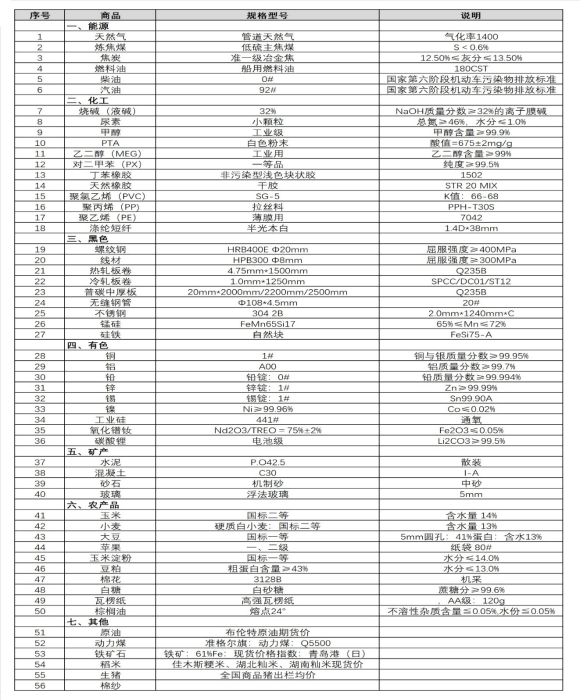 序号 商品 规格型号 说明
一、能源
1 天然气 管道天然气 气化率1400
2 炼焦煤 低硫主焦煤 S＜0.6%
3 焦炭 准一级冶金焦 12.50%≤灰分≤13.50%
4 燃料油 船用燃料油 180CST
5 柴油 0# 国家第六阶段机动车污染物排放标准
6 汽油 92# 国家第六阶段机动车污染物排放标准
二、化工
7 烧碱（液碱） 32% NaOH质量分数≥32%的离子膜碱
8 尿素 小颗粒 总氮≥46%，水分≤1.0%
9 甲醇 工业级 甲醇含量≥99.9%
10 PTA 白色粉末 酸值=675±2mg/g
11 乙二醇（MEG） 工业用 乙二醇含量≥99%
12 对二甲苯（PX） 一等品 纯度≥99.5%
13 丁苯橡胶 非污染型浅色块状胶 1502
14 天然橡胶 干胶 STR 20 MIX
15 聚氯乙烯（PVC） SG-5 K值：66-68
16 聚丙烯（PP） 拉丝料 PPH-T30S
17 聚乙烯（PE） 薄膜用 7042
18 涤纶短纤 半光本白 1.4D*38mm
三、黑色
19 螺纹钢 HRB400E Φ20mm 屈服强度≥400MPa
20 线材 HPB300 Φ8mm 屈服强度≥300MPa
21 热轧板卷 4.75mm*1500mm Q235B
22 冷轧板卷 1.0mm*1250mm SPCC/DC01/ST12
23 普碳中厚板 20mm*2000mm/2200mm/2500mm Q235B
24 无缝钢管 Φ108*4.5mm 20#
25 不锈钢 304 2B 2.0mm*1240mm*C
26 锰硅 FeMn65Si17 65%≤Mn≤72%
27 硅铁 自然块 FeSi75-A
四、有色
28 铜 1# 铜与银质量分数≥99.95%
29 铝 A00 铝质量分数≥99.7%
30 铅 铅锭：0# 铅质量分数≥99.994%
31 锌 锌锭：1# Zn≥99.99%
32 锡 锡锭：1# Sn99.90A
33 镍 Ni≥99.96% Co≤0.02%
34 工业硅 441# 通氧
35 氧化镨钕 Nd2O3/TREO＝75%±2% Fe2O3≤0.05%
36 碳酸锂 电池级 Li2CO3≥99.5%
五、矿产
37 水泥 P.O42.5 散装
38 混凝土 C30 I-A
39 砂石 机制砂 中砂
40 玻璃 浮法玻璃 5mm
六、农产品
41 玉米 国标二等 含水量 14%
42 小麦 硬质白小麦：国标二等 含水量 13%
43 大豆 国标一等 5mm圆孔：41%蛋白：含水13%
44 苹果 一、二级 纸袋 80#
45 玉米淀粉 国标一等 水分≤14.0%
46 豆粕 粗蛋白含量≥43% 水分≤13.0%
47 棉花 3128B 机采
48 白糖 白砂糖 蔗糖分≥99.6%
49 瓦楞纸 高强瓦楞纸 ，AA级：120g
50 棕榈油 熔点24° 不溶性杂质含量≤0.05%,水份≤0.05%
七、其他
51 原油 布伦特原油期货价
52 动力煤 准格尔旗：动力煤：Q5500
53 铁矿石 铁矿：61%Fe：现货价格指数：青岛港（日）
54 稻米 佳木斯粳米、湖北籼米、湖南籼米现货价
55 生猪 全国商品猪出栏均价
56 棉纱